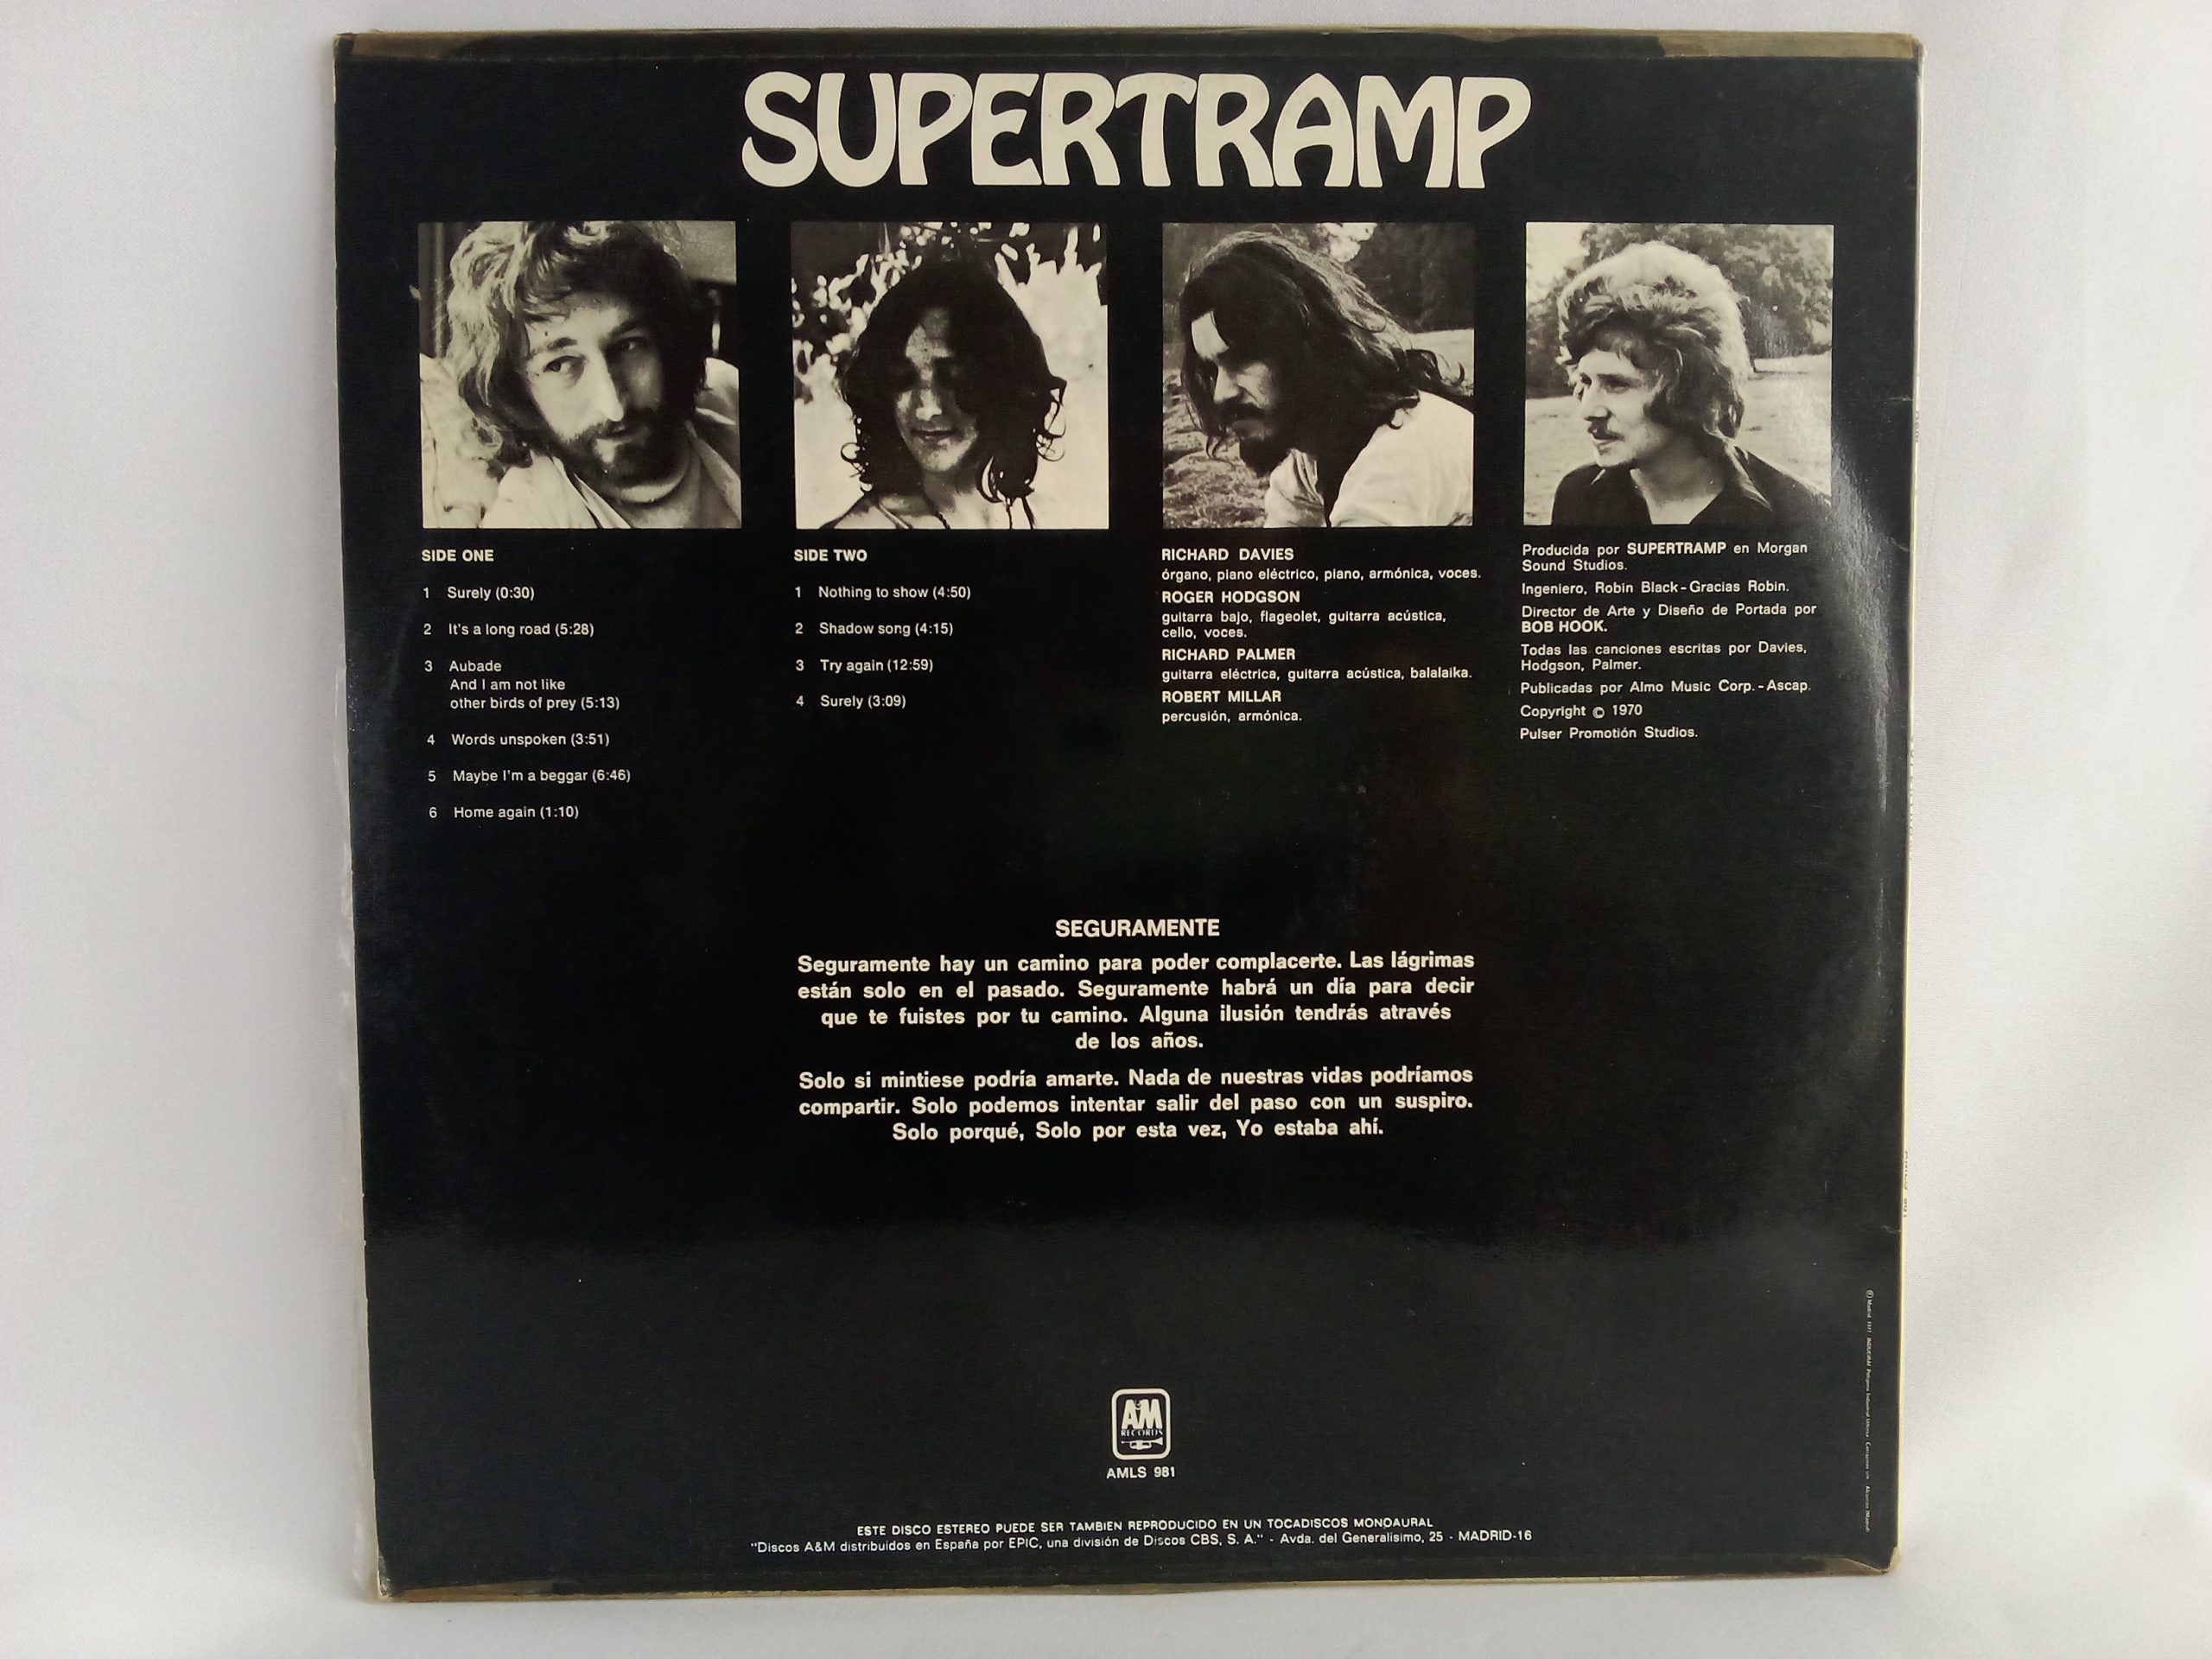 SUPERTRAMP
SIDE ONE
1 Surely (0:30)
2 It's a long road (5:28)
3 Aubade
And I am not like
other birds of prey (5:13)
4 Words unspoken (3:51)
5 Maybe I'm a beggar (6:46)
6 Home again (1:10)
SIDE TWO
1 Nothing to show (4:50)
2 Shadow song (4:15)
3 Try again (12:59)
4 Surely (3:09)
RICHARD DAVIES
órgano, piano eléctrico, piano, armónica, voces.
ROGER HODGSON
guitarra bajo, flageolet, guitarra acústica,
cello, voces.
RICHARD PALMER
guitarra eléctrica, guitarra acústica, balalaika.
ROBERT MILLAR
percusión, armónica.
Producida por SUPERTRAMP en Morgan
Sound Studios.
Ingeniero, Robin Black - Gracias Robin.
Director de Arte y Diseño de Portada por
BOB HOOK.
Todas las canciones escritas por Davies,
Hodgson, Palmer.
Publicadas por Almo Music Corp. - Ascap.
Copyright © 1970
Pulser Promotión Studios.
SEGURAMENTE
Seguramente hay un camino para poder complacerte. Las lágrimas
están solo en el pasado. Seguramente habrá un día para decir
que te fuistes por tu camino. Alguna ilusión tendrás através
de los años.
Solo si mintiese podría amarte. Nada de nuestras vidas podríamos
compartir. Solo podemos intentar salir del paso con un suspiro.
Solo porqué, Solo por esta vez, Yo estaba ahí.
A&M
RECORDS
AMLS 981
ESTE DISCO ESTEREO PUEDE SER TAMBIEN REPRODUCIDO EN UN TOCADISCOS MONOAURAL
"Discos A&M distribuidos en España por EPIC, una división de Discos CBS, S. A." - Avda. del Generalísimo, 25 - MADRID-16